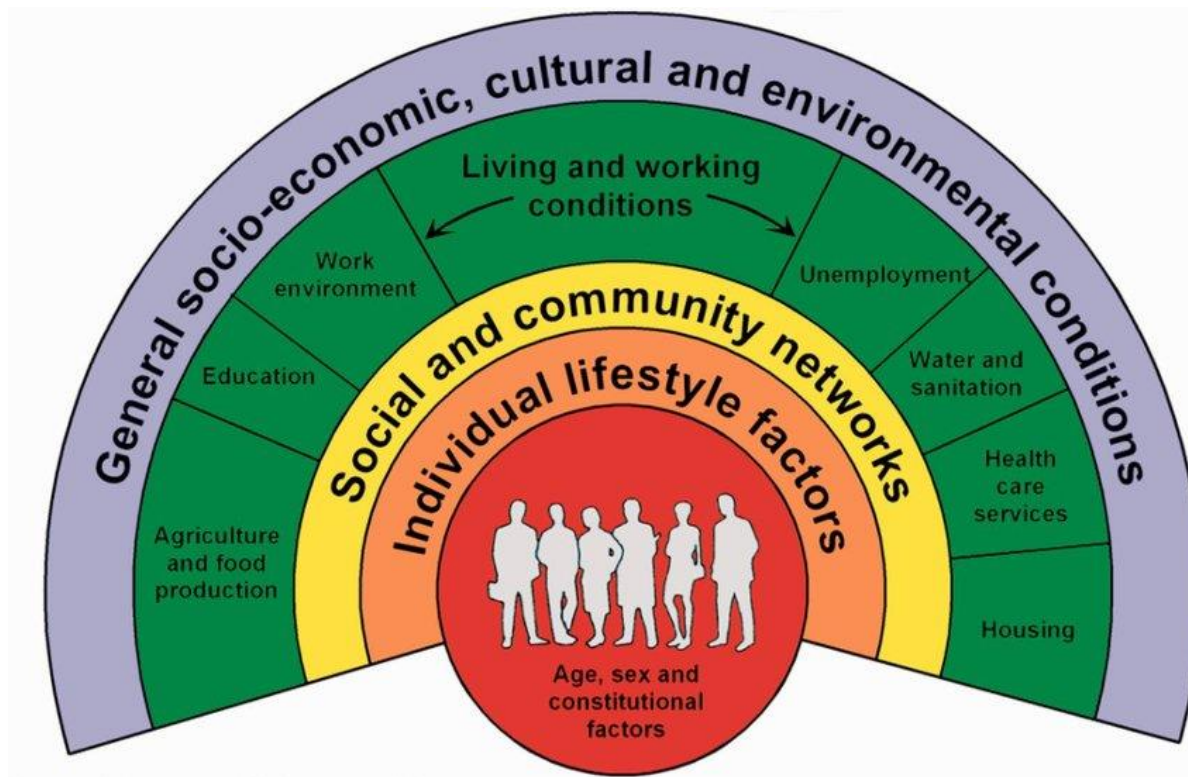 General socio-economic, cultural and environmental conditions
Living and working
conditions
Work
environment
Unemployment
Education
Water and
sanitation
Agriculture
and food
production
Health
care
services
Housing
Social and community networks
Individual lifestyle factors
Age, sex and
constitutional
factors